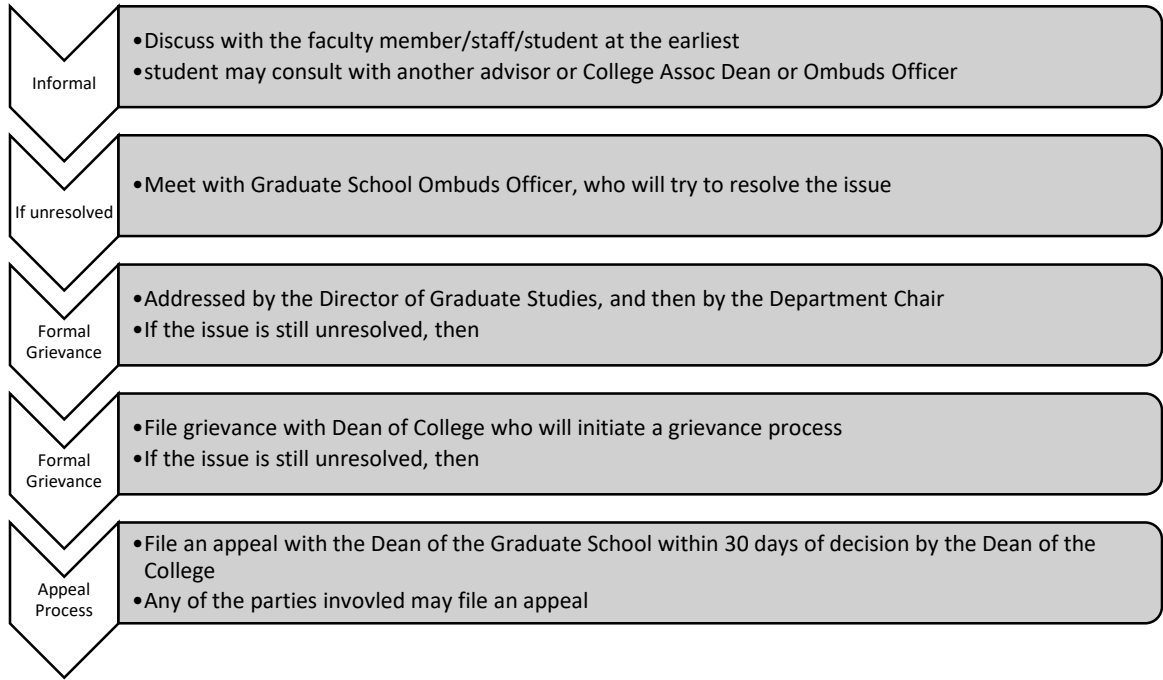 Informal
•Discuss with the faculty member/staff/student at the earliest
•student may consult with another advisor or College Assoc Dean or Ombuds Officer
If unresolved
•Meet with Graduate School Ombuds Officer, who will try to resolve the issue
Formal
Grievance
•Addressed by the Director of Graduate Studies, and then by the Department Chair
•If the issue is still unresolved, then
Formal
Grievance
•File grievance with Dean of College who will initiate a grievance process
•If the issue is still unresolved, then
Appeal
Process
•File an appeal with the Dean of the Graduate School within 30 days of decision by the Dean of the
College
•Any of the parties invovled may file an appeal